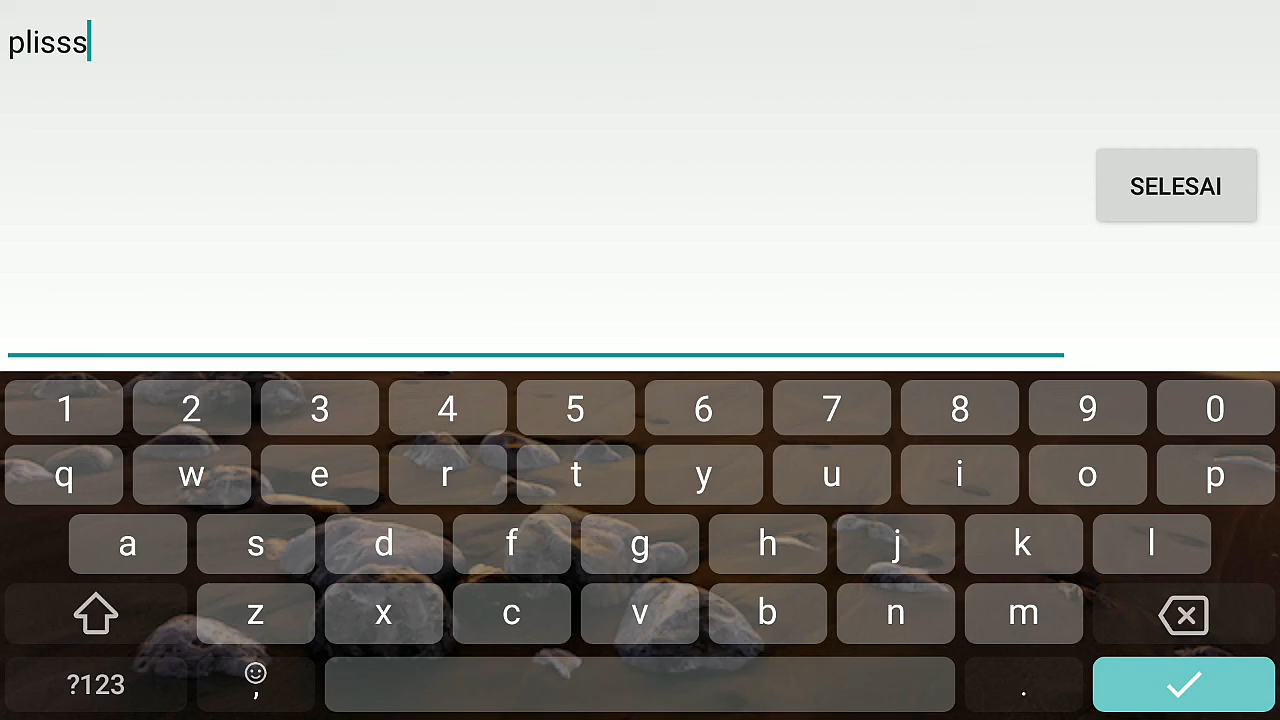 plisss
SELESAI
1 2 3 4 5 6 7 8 9 0
q w e r t y u i o p
a s d f g h j k l
z x c v b n m
?123 , .